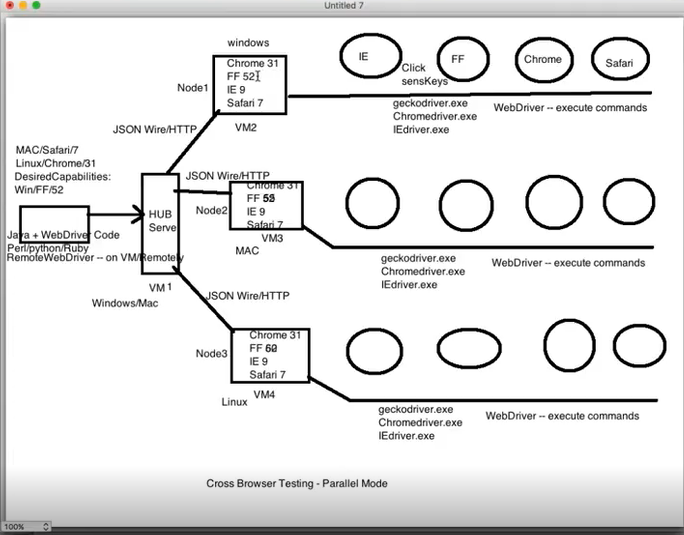 Untitled 7
windows
Chrome 31
FF 52
IE 9
Safari 7
Node1
VM2
IE
FF
Chrome
Safari
Click
sensKeys
geckodriver.exe
Chromedriver.exe
IEdriver.exe
WebDriver -- execute commands
JSON Wire/HTTP
MAC/Safari/7
Linux/Chrome/31
DesiredCapabilities:
Win/FF/52
JSON Wire/HTTP
Chrome 31
FF
IE 9
Safari 7
Node2
VM3
MAC
HUB
Serve
Java + WebDriver Code
Perl/python/Ruby
RemoteWebDriver -- on VM/Remotely
geckodriver.exe
Chromedriver.exe
IEdriver.exe
WebDriver -- execute commands
VM 1
Windows/Mac
JSON Wire/HTTP
Chrome 31
FF
IE 9
Safari 7
Node3
VM4
Linux
geckodriver.exe
Chromedriver.exe
IEdriver.exe
WebDriver -- execute commands
Cross Browser Testing - Parallel Mode
100%